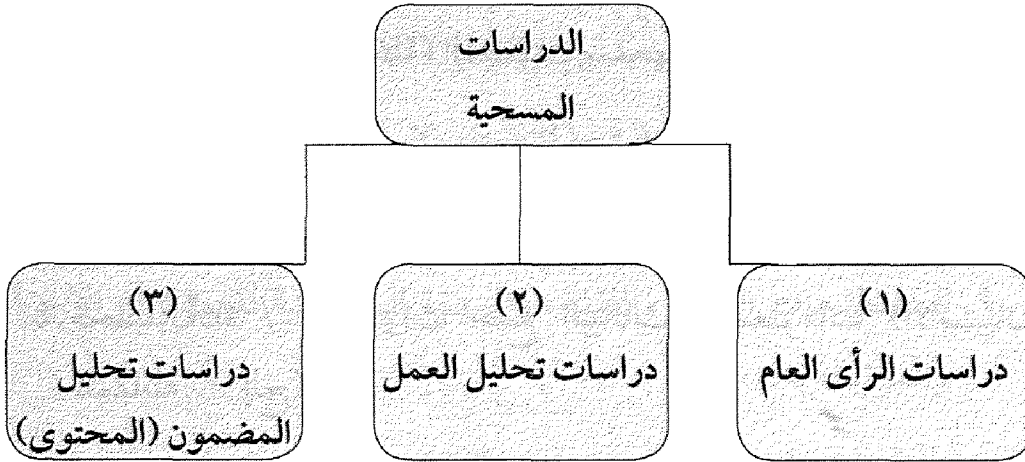 الدراسات
المسحية
(١)
دراسات الرأى العام
(٢)
دراسات تحليل العمل
(٣)
دراسات تحليل
المضمون (المحتوى)